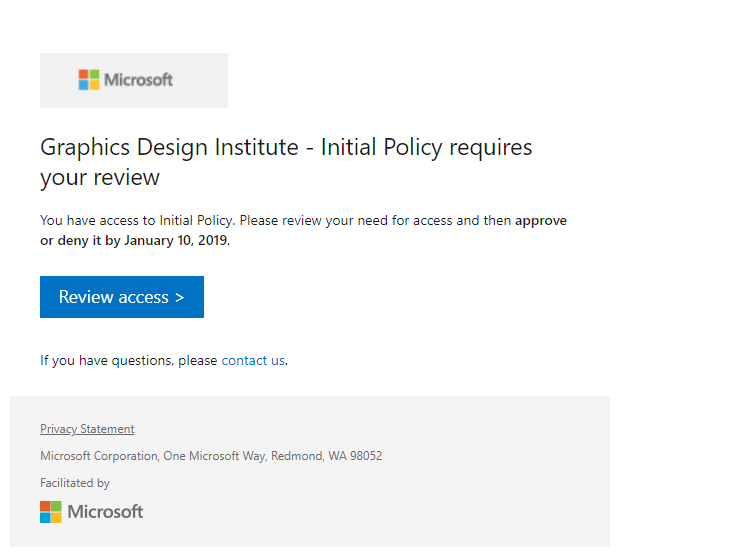 Microsoft
Graphics Design Institute - Initial Policy requires
your review
You have access to Initial Policy. Please review your need for access and then approve
or deny it by January 10, 2019.
Review access >
If you have questions, please contact us.
Privacy Statement
Microsoft Corporation, One Microsoft Way, Redmond, WA 98052
Facilitated by
Microsoft